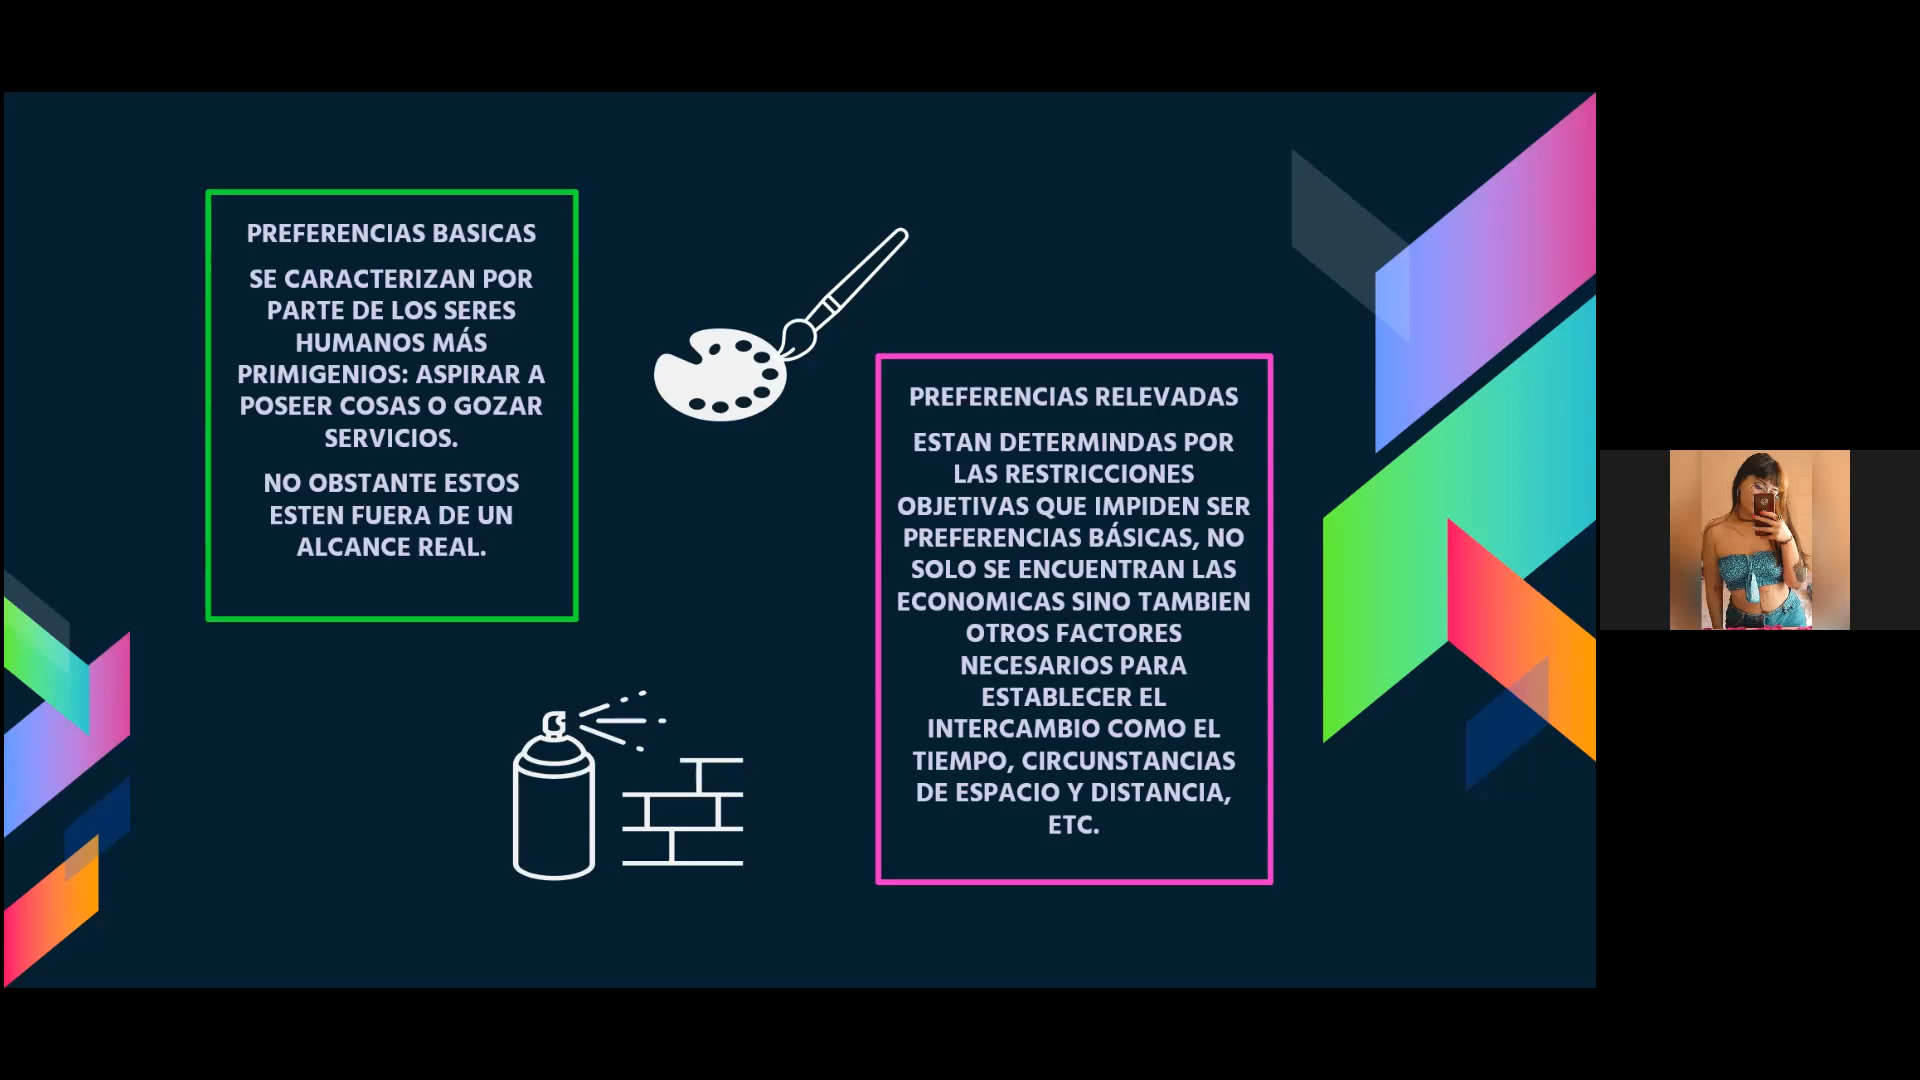 PREFERENCIAS BASICAS
SE CARACTERIZAN POR
PARTE DE LOS SERES
HUMANOS MÁS
PRIMIGENIOS: ASPIRAR A
POSEER COSAS O GOZAR
SERVICIOS.
NO OBSTANTE ESTOS
ESTEN FUERA DE UN
ALCANCE REAL.
PREFERENCIAS RELEVADAS
ESTAN DETERMINDAS POR
LAS RESTRICCIONES
OBJETIVAS QUE IMPIDEN SER
PREFERENCIAS BÁSICAS, NO
SOLO SE ENCUENTRAN LAS
ECONOMICAS SINO TAMBIEN
OTROS FACTORES
NECESARIOS PARA
ESTABLECER EL
INTERCAMBIO COMO EL
TIEMPO, CIRCUNSTANCIAS
DE ESPACIO Y DISTANCIA,
ETC.